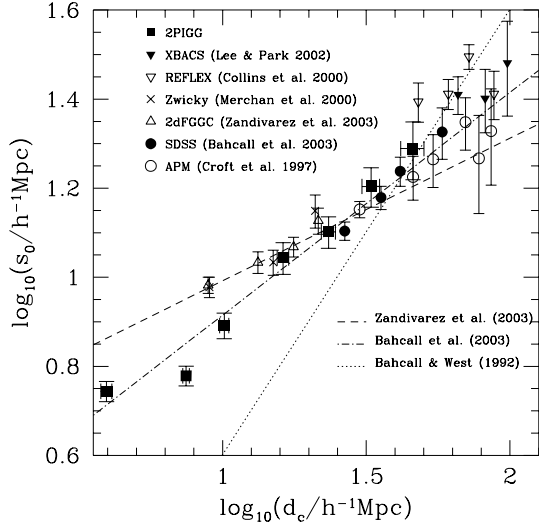 2PIGG
XBACS (Lee & Park 2002)
REFLEX (Collins et al. 2000)
Zwicky (Merchan et al. 2000)
2dFGGC (Zandivarez et al. 2003)
SDSS (Bahcall et al. 2003)
APM (Croft et al. 1997)
Zandivarez et al. (2003)
Bahcall et al. (2003)
Bahcall & West (1992)
1.6
1.4
1.2
1
0.8
0.6
log₁₀(s₀/h⁻¹Mpc)
1
1.5
2
log₁₀(d_c/h⁻¹Mpc)